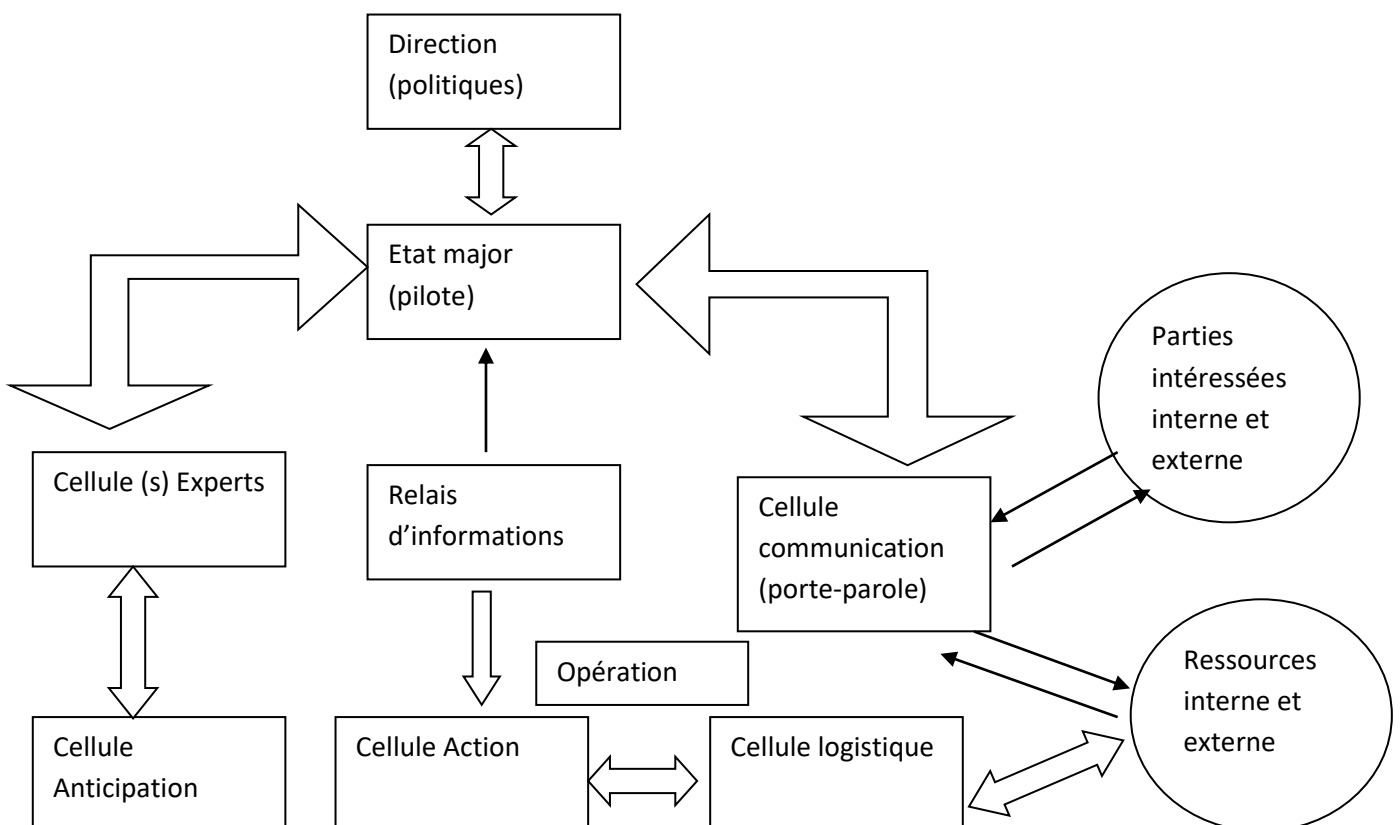 Direction
(politiques)
Etat major
(pilote)
Parties
intéressées
interne et
externe
Cellule (s) Experts
Relais
d’informations
Cellule
communication
(porte-parole)
Opération
Ressources
interne et
externe
Cellule
Anticipation
Cellule Action
Cellule logistique